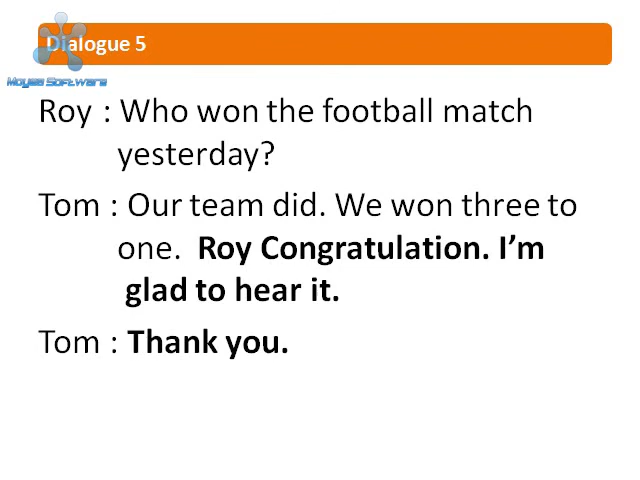 Dialogue 5
Moyea Software
Roy : Who won the football match
yesterday?
Tom : Our team did. We won three to
one. Roy Congratulation. I’m
glad to hear it.
Tom : Thank you.